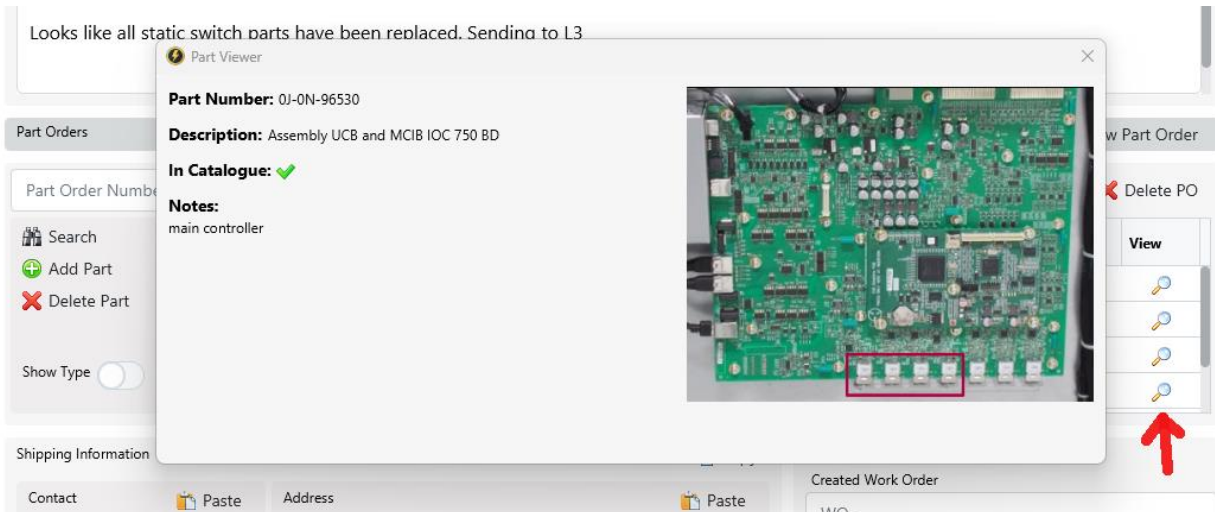 Looks like all static switch parts have been replaced. Sending to L3
Part Viewer
Part Number: 0J-0N-96530
Description: Assembly UCB and MCIB IOC 750 BD
In Catalogue:
Notes:
main controller
Part Orders
w Part Order
Part Order Numbe
Delete PO
Search
Add Part
Delete Part
View
Show Type
Shipping Information
Contact
Paste
Address
Paste
Created Work Order